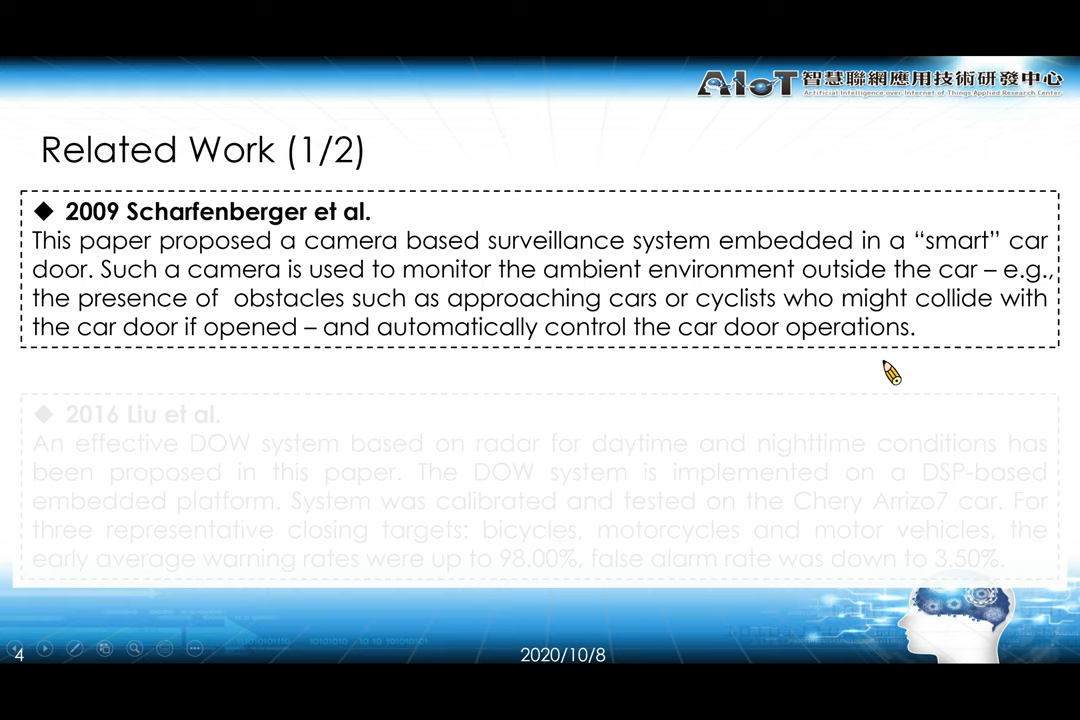 AIoT 智慧聯網應用技術研發中心
Artificial Intelligence over Internet of Things Applied Research Center
Related Work (1/2)
◆ 2009 Scharfenberger et al.
This paper proposed a camera based surveillance system embedded in a “smart” car
door. Such a camera is used to monitor the ambient environment outside the car – e.g.,
the presence of obstacles such as approaching cars or cyclists who might collide with
the car door if opened – and automatically control the car door operations.
◆ 2016 Liu et al.
An effective DOW system based on radar for daytime and nighttime conditions has
been proposed in this paper. The DOW system is implemented on a DSP-based
embedded platform. System was calibrated and tested on the Chery Arrizo7 car. For
three representative closing targets: bicycles, motorcycles and motor vehicles, the
early average warning rates were up to 98.00%, false alarm rate was down to 3.50%.
4
2020/10/8